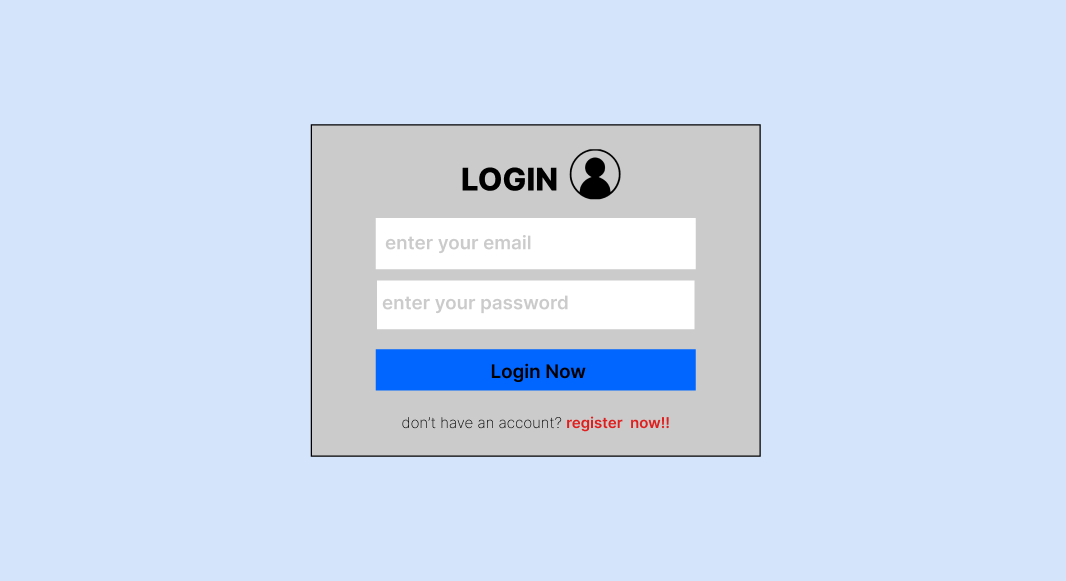 LOGIN
enter your email
enter your password
Login Now
don't have an account? register now!!